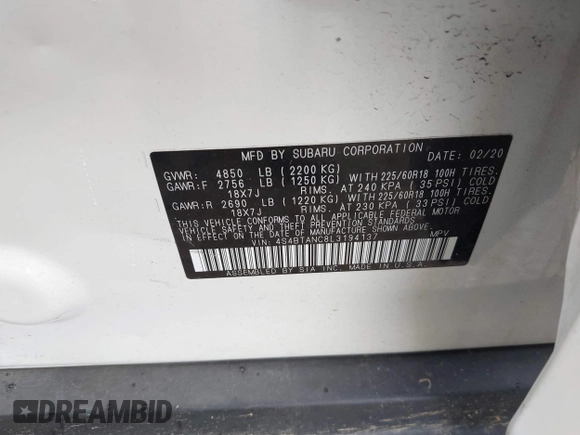 MFD BY SUBARU CORPORATION DATE: 02/20
GVWR: 4850 LB (2200 KG)
GAWR:F 2756 LB (1250 KG) WITH 225/60R18 100H TIRES.
18X7J RIMS. AT 240 KPA (35 PSI) COLD
GAWR:R 2690 LB (1220 KG) WITH 225/60R18 100H TIRES.
18X7J RIMS. AT 230 KPA (33 PSI) COLD
THIS VEHICLE CONFORMS TO ALL APPLICABLE FEDERAL MOTOR
VEHICLE SAFETY, BUMPER, AND THEFT PREVENTION STANDARDS
IN EFFECT ON THE DATE OF MANUFACTURE SHOWN ABOVE.
VIN: 4S4BTANC8L3194137 MPV
ASSEMBLED BY SIA INC. MADE IN U.S.A.
DREAMBID